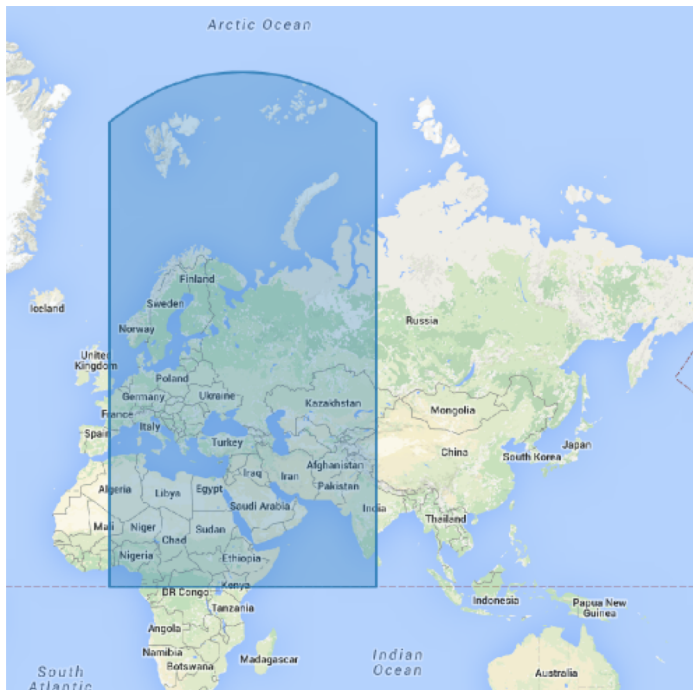 Arctic Ocean
Finland
Iceland
Sweden
Norway
Russia
United
Kingdom
Poland
Germany
Ukraine
Kazakhstan
France
Mongolia
Italy
Spain
Turkey
Japan
China
South Korea
Afghanistan
Iraq
Iran
Pakistan
Algeria
Libya
Egypt
Saudi Arabia
India
Thailand
Mali
Niger
Sudan
Chad
Nigeria
Ethiopia
Kenya
DR Congo
Indonesia
Papua New
Guinea
Tanzania
Angola
Madagascar
Namibia
Botswana
Indian
Ocean
South
Atlantic
Australia